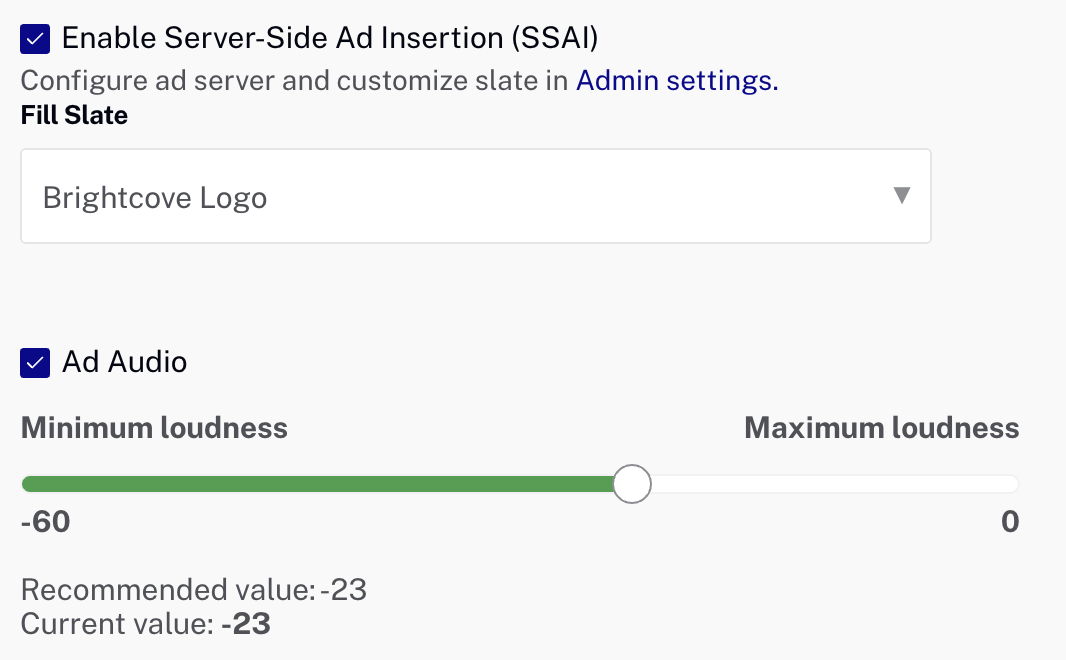 Enable Server-Side Ad Insertion (SSAI)
Configure ad server and customize slate in Admin settings.
Fill Slate
Brightcove Logo
Ad Audio
Minimum loudness Maximum loudness
-60 0
Recommended value: -23
Current value: -23